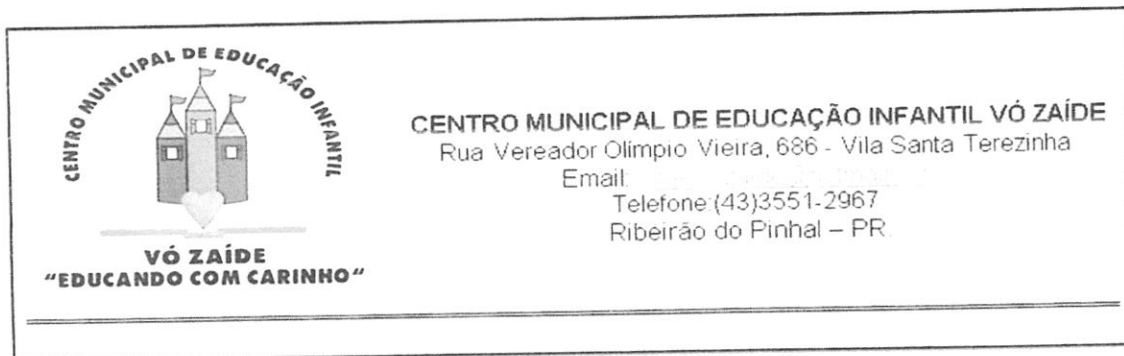 CENTRO MUNICIPAL DE EDUCAÇÃO INFANTIL
VÓ ZAÍDE
"EDUCANDO COM CARINHO"
CENTRO MUNICIPAL DE EDUCAÇÃO INFANTIL VÓ ZAÍDE
Rua Vereador Olímpio Vieira, 686 - Vila Santa Terezinha
Email:
Telefone:(43)3551-2967
Ribeirão do Pinhal – PR.